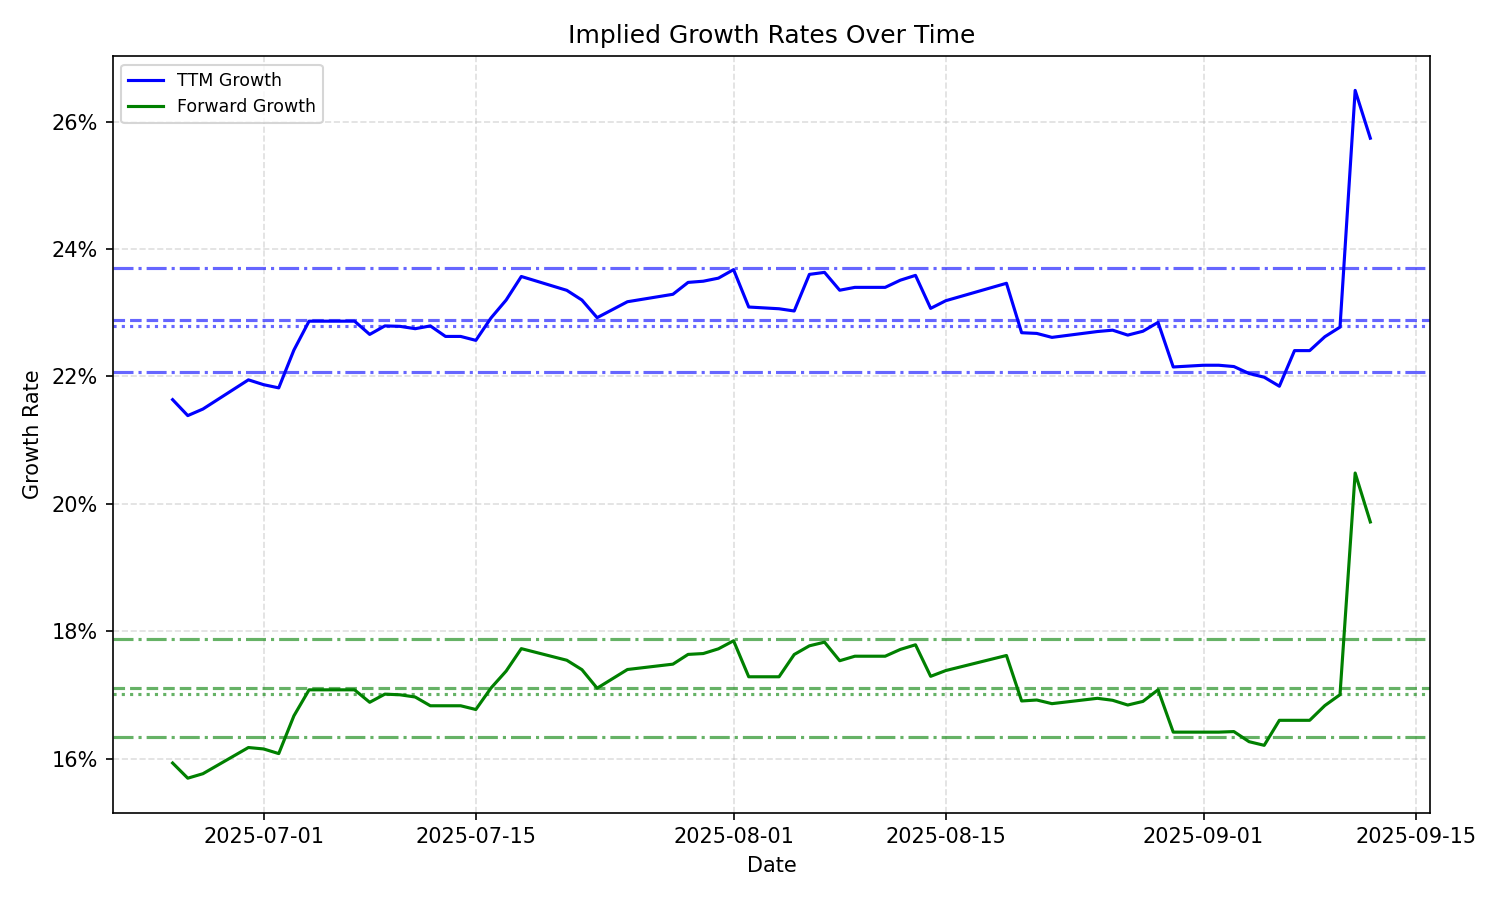 Implied Growth Rates Over Time
TTM Growth
Forward Growth
26%
24%
22%
20%
18%
16%
Growth Rate
2025-07-01
2025-07-15
2025-08-01
2025-08-15
2025-09-01
2025-09-15
Date